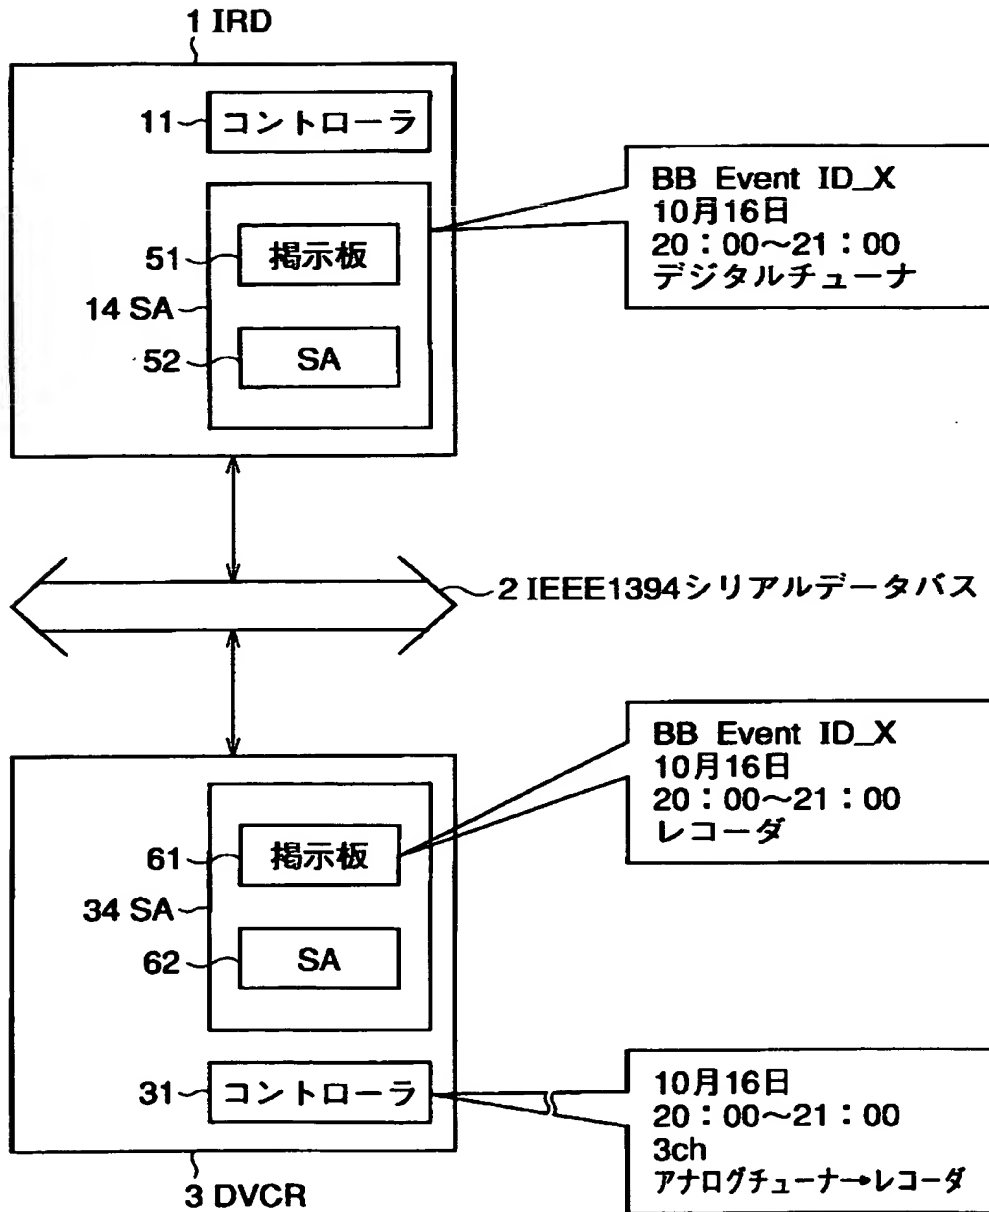 1 IRD
11 コントローラ
51 掲示板
14 SA
52 SA
BB Event ID_X
10月16日
20：00～21：00
デジタルチューナ
2 IEEE1394シリアルデータバス
61 掲示板
34 SA
62 SA
31 コントローラ
3 DVCR
BB Event ID_X
10月16日
20：00～21：00
レコーダ
10月16日
20：00～21：00
3ch
アナログチューナ→レコーダ